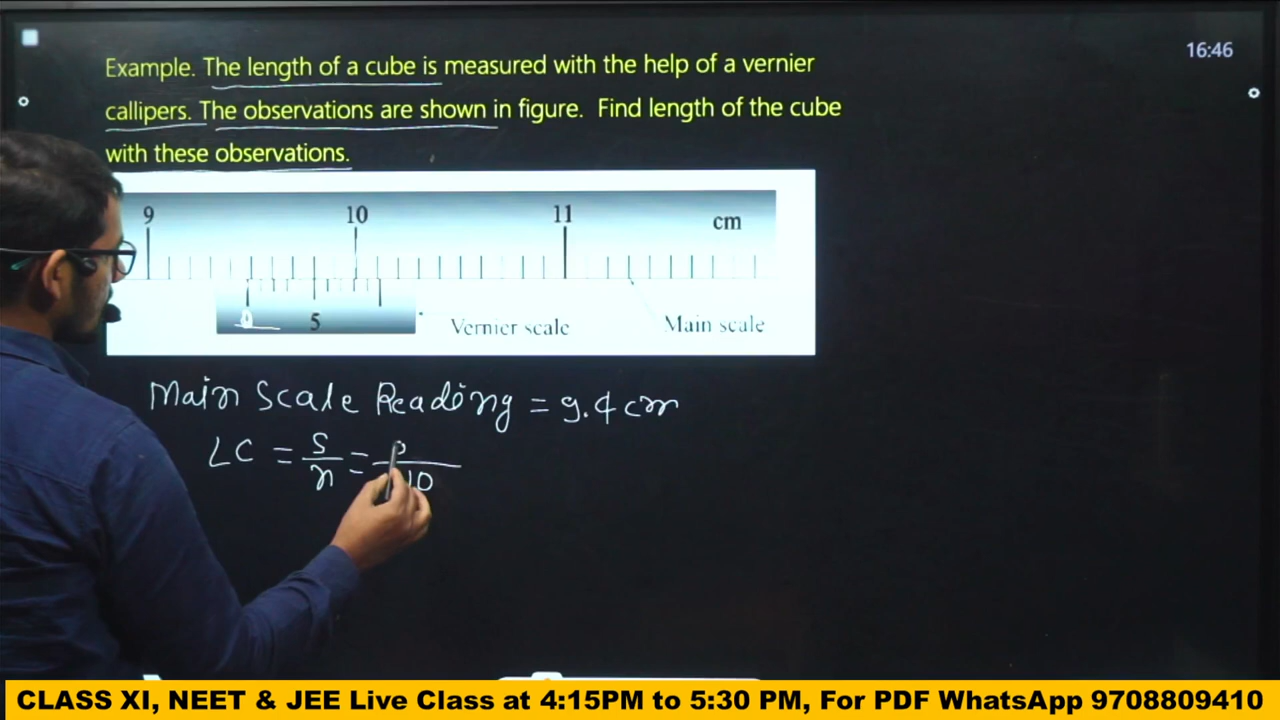 16:46
Example. The length of a cube is measured with the help of a vernier
callipers. The observations are shown in figure. Find length of the cube
with these observations.
9 10 11 cm
0 5 Vernier scale Main scale
Main Scale Reading = 9.4 cm
LC = S/n = 0/10
CLASS XI, NEET & JEE Live Class at 4:15PM to 5:30 PM, For PDF WhatsApp 9708809410